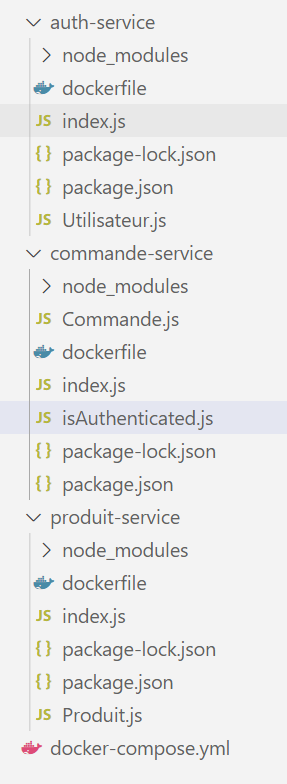 auth-service
node_modules
dockerfile
JS index.js
{ } package-lock.json
{ } package.json
JS Utilisateur.js
commande-service
node_modules
JS Commande.js
dockerfile
JS index.js
JS isAuthenticated.js
{ } package-lock.json
{ } package.json
produit-service
node_modules
dockerfile
JS index.js
{ } package-lock.json
{ } package.json
JS Produit.js
docker-compose.yml